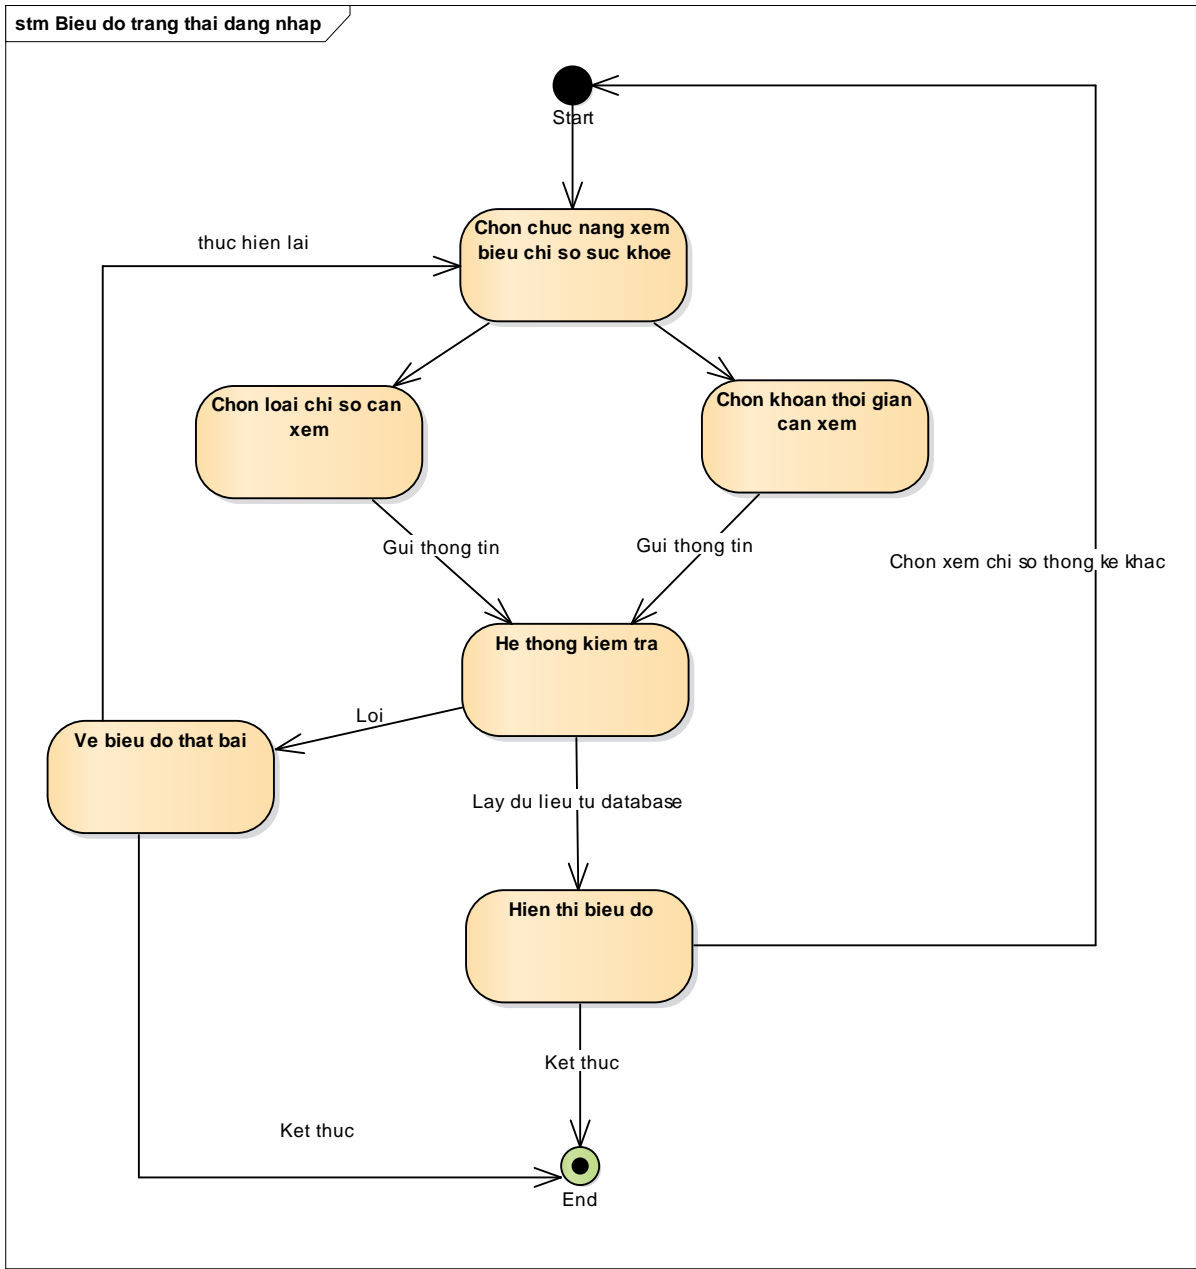 stm Bieu do trang thai dang nhap
Start
Chon chuc nang xem
bieu chi so suc khoe
thuc hien lai
Chon loai chi so can
xem
Chon khoan thoi gian
can xem
Gui thong tin
Gui thong tin
Chon xem chi so thong ke khac
He thong kiem tra
Loi
Ve bieu do that bai
Lay du lieu tu database
Hien thi bieu do
Ket thuc
Ket thuc
End